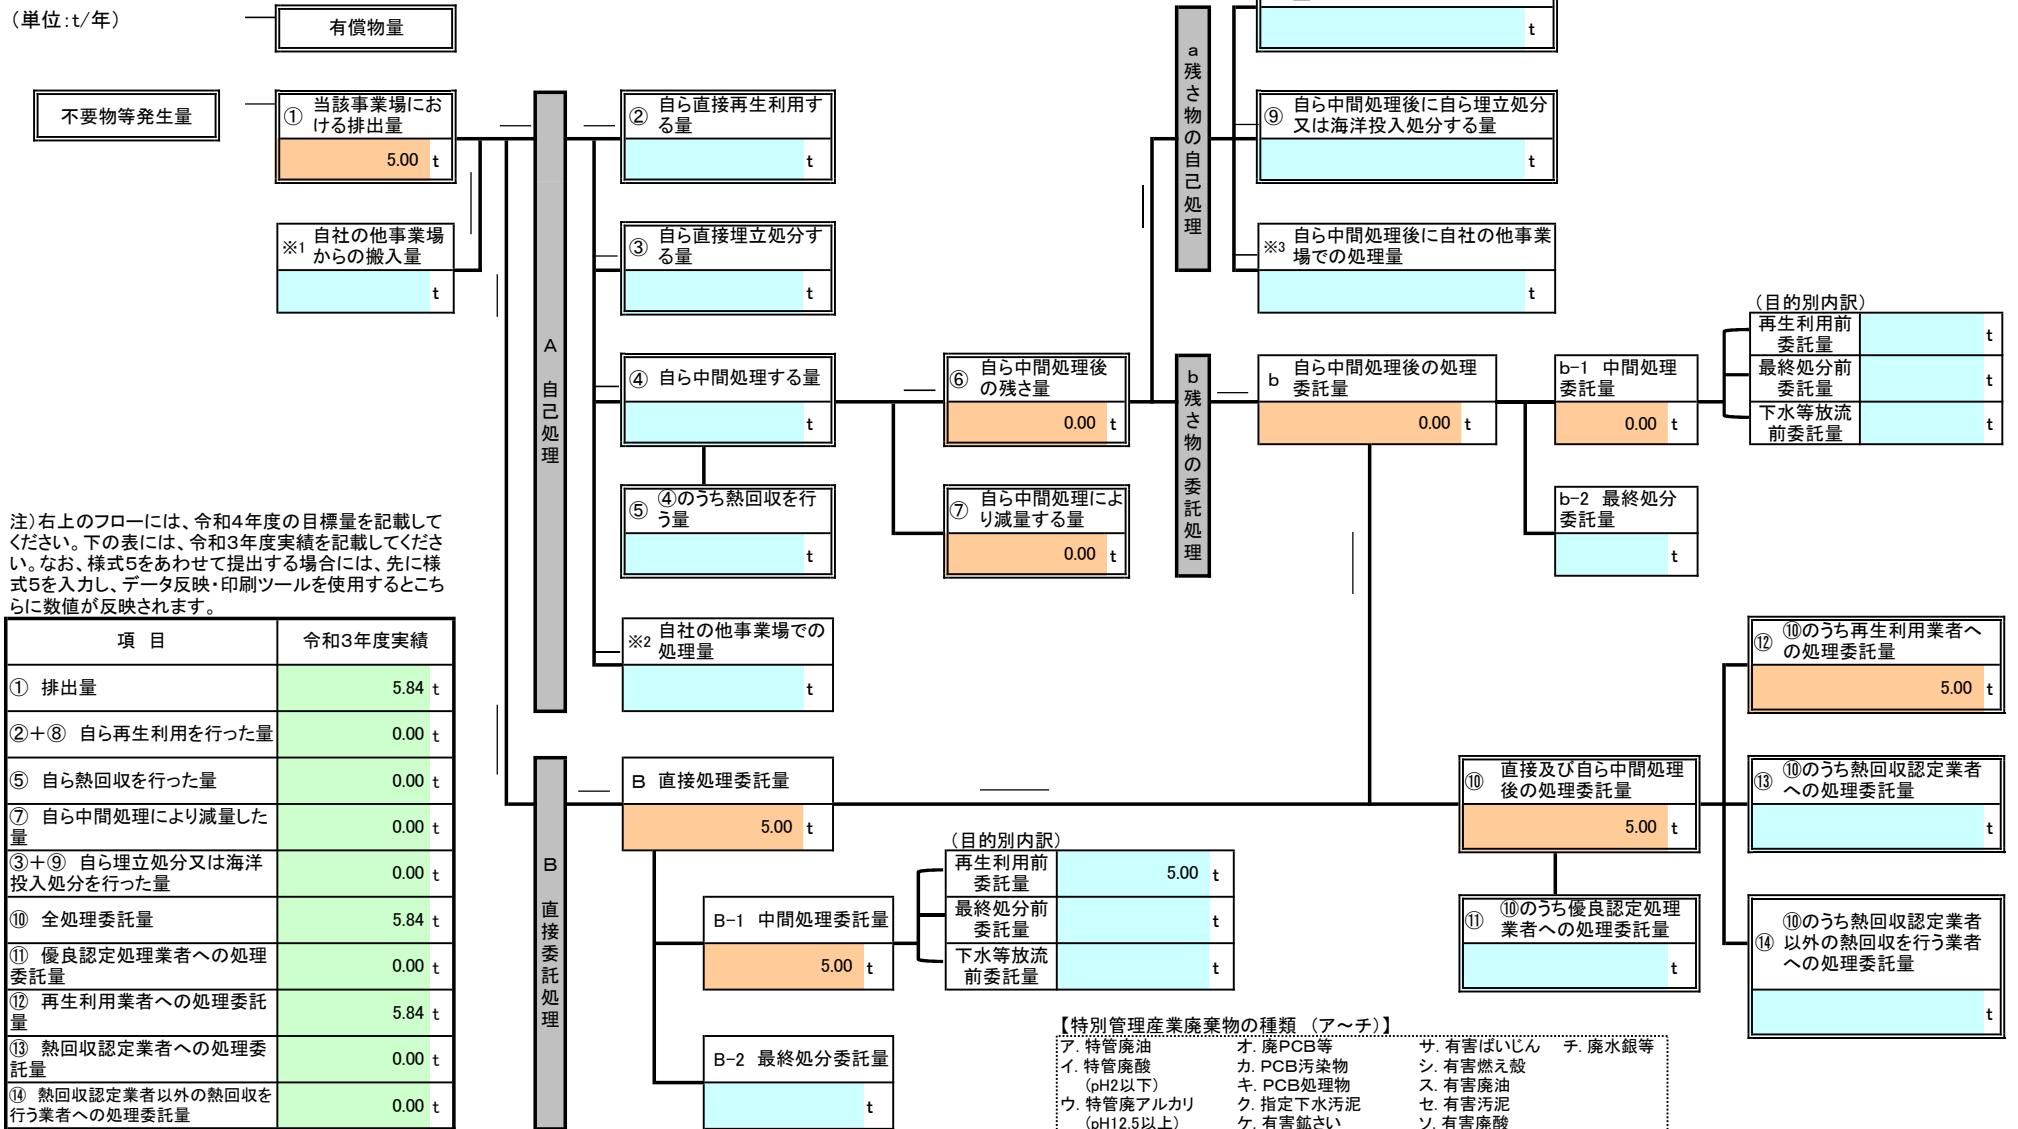 （単位:t/年）
有償物量
t
不要物等発生量
① 当該事業場にお
ける排出量
5.00 t
※1 自社の他事業場
からの搬入量
t
A 自己処理
② 自ら直接再生利用す
る量
t
③ 自ら直接埋立処分す
る量
t
④ 自ら中間処理する量
t
⑤ ④のうち熱回収を行
う量
t
※2 自社の他事業場での
処理量
t
⑥ 自ら中間処理後
の残さ量
0.00 t
⑦ 自ら中間処理によ
り減量する量
0.00 t
a 残さ物の自己処理
⑨ 自ら中間処理後に自ら埋立処分
又は海洋投入処分する量
t
※3 自ら中間処理後に自社の他事業
場での処理量
t
b 残さ物の委託処理
b 自ら中間処理後の処理
委託量
0.00 t
b-1 中間処理
委託量
0.00 t
（目的別内訳）
再生利用前
委託量 t
最終処分前
委託量 t
下水等放流
前委託量 t
b-2 最終処分
委託量
t
注）右上のフローには、令和4年度の目標量を記載して
ください。下の表には、令和3年度実績を記載してくださ
い。なお、様式5をあわせて提出する場合には、先に様
式5を入力し、データ反映・印刷ツールを使用するとこち
らに数値が反映されます。
項 目 令和3年度実績
① 排出量 5.84 t
②＋⑧ 自ら再生利用を行った量 0.00 t
⑤ 自ら熱回収を行った量 0.00 t
⑦ 自ら中間処理により減量した
量 0.00 t
③＋⑨ 自ら埋立処分又は海洋
投入処分を行った量 0.00 t
⑩ 全処理委託量 5.84 t
⑪ 優良認定処理業者への処理
委託量 0.00 t
⑫ 再生利用業者への処理委託
量 5.84 t
⑬ 熱回収認定業者への処理委
託量 0.00 t
⑭ 熱回収認定業者以外の熱回収を
行う業者への処理委託量 0.00 t
B 直接委託処理
B 直接処理委託量
5.00 t
B-1 中間処理委託量
5.00 t
（目的別内訳）
再生利用前
委託量 5.00 t
最終処分前
委託量 t
下水等放流
前委託量 t
B-2 最終処分委託量
t
⑩ 直接及び自ら中間処理
後の処理委託量
5.00 t
⑪ ⑩のうち優良認定処理
業者への処理委託量
t
⑫ ⑩のうち再生利用業者へ
の処理委託量
5.00 t
⑬ ⑩のうち熱回収認定業者
への処理委託量
t
⑭ ⑩のうち熱回収認定業者
以外の熱回収を行う業者
への処理委託量
t
【特別管理産業廃棄物の種類 （ア～チ）】
ア. 特管廃油 オ. 廃PCB等 サ. 有害ばいじん チ. 廃水銀等
イ. 特管廃酸 カ. PCB汚染物 シ. 有害燃え殻
（pH2以下） キ. PCB処理物 ス. 有害廃油
ウ. 特管廃アルカリ ク. 指定下水汚泥 セ. 有害汚泥
（pH12.5以上） ケ. 有害鉱さい ソ. 有害廃酸